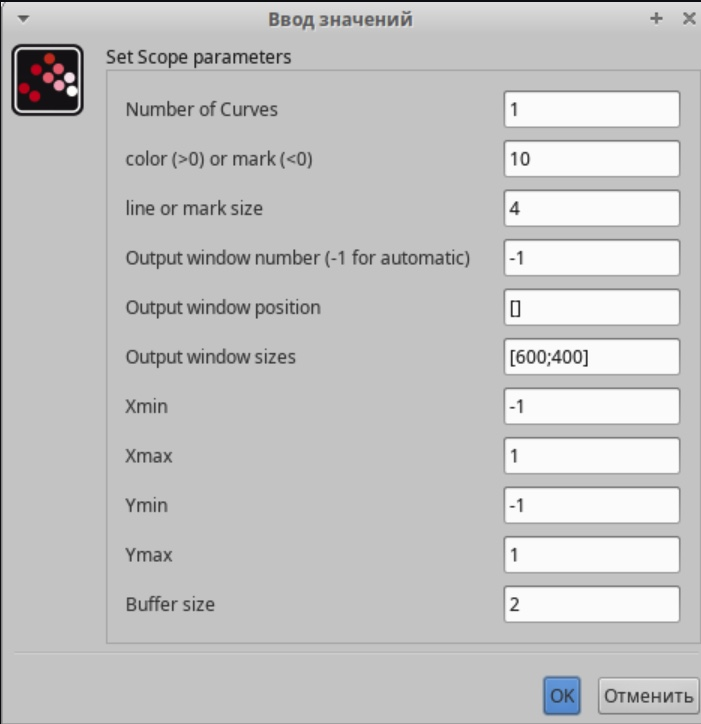 Ввод значений
Set Scope parameters
Number of Curves 1
color (>0) or mark (<0) 10
line or mark size 4
Output window number (-1 for automatic) -1
Output window position []
Output window sizes [600;400]
Xmin -1
Xmax 1
Ymin -1
Ymax 1
Buffer size 2
OK Отменить